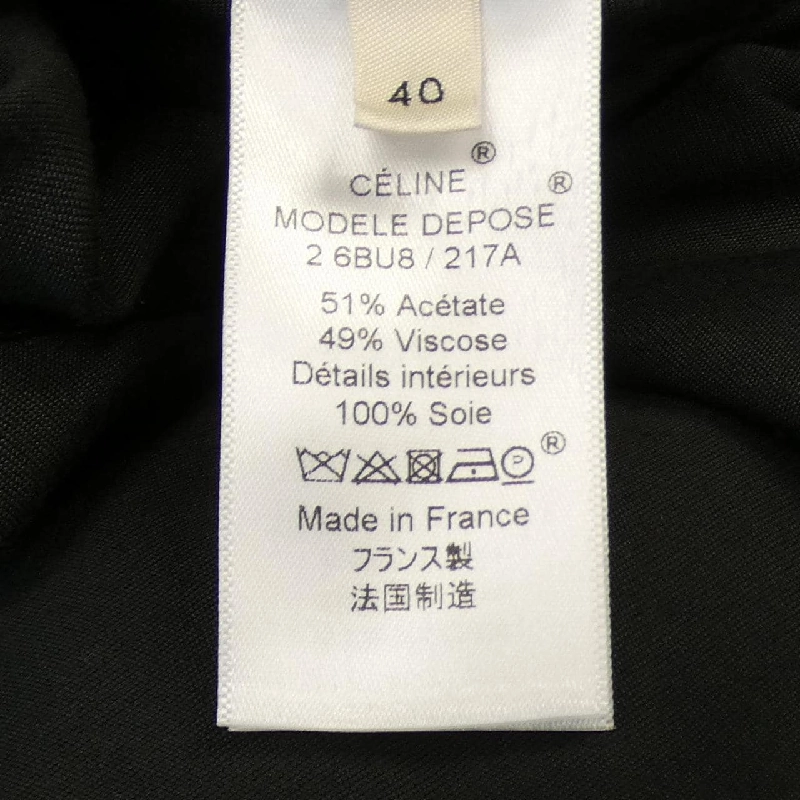 40
CÉLINE ®
MODELE DEPOSE ®
2 6BU8 / 217A
51% Acétate
49% Viscose
Détails intérieurs
100% Soie
P ®
Made in France
フランス製
法国制造